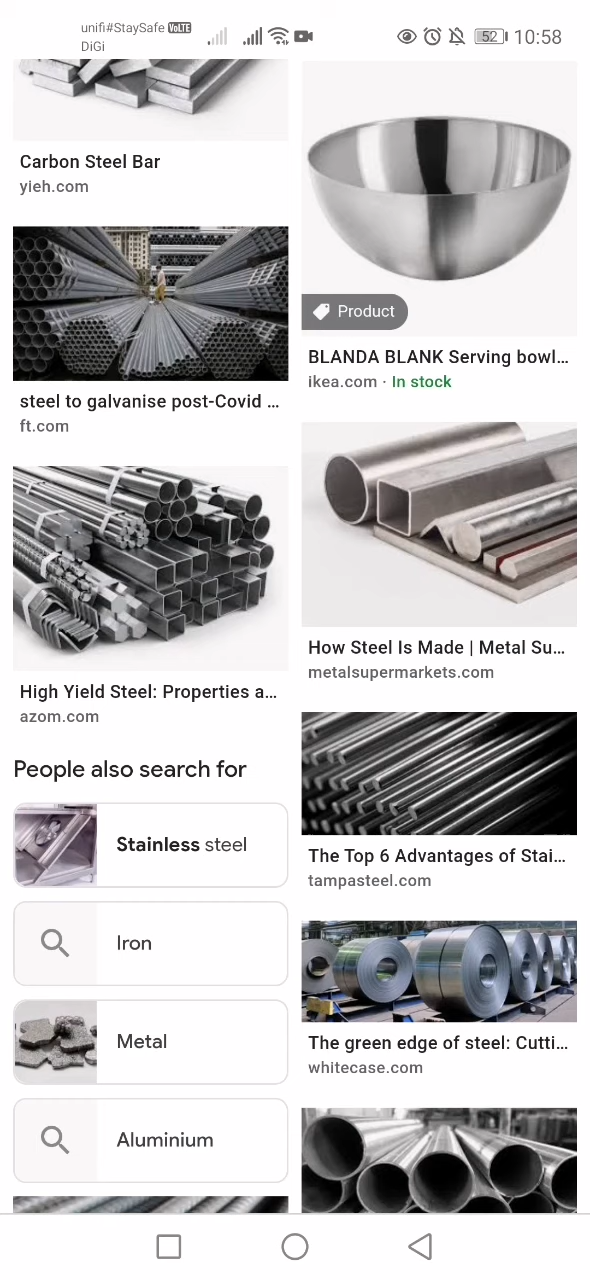 unifi#StaySafe VoLTE
DiGi
52 10:58
Carbon Steel Bar
yieh.com
steel to galvanise post-Covid ...
ft.com
High Yield Steel: Properties a...
azom.com
People also search for
Stainless steel
Iron
Metal
Aluminium
Product
BLANDA BLANK Serving bowl...
ikea.com · In stock
How Steel Is Made | Metal Su...
metalsupermarkets.com
The Top 6 Advantages of Stai...
tampasteel.com
The green edge of steel: Cutti...
whitecase.com